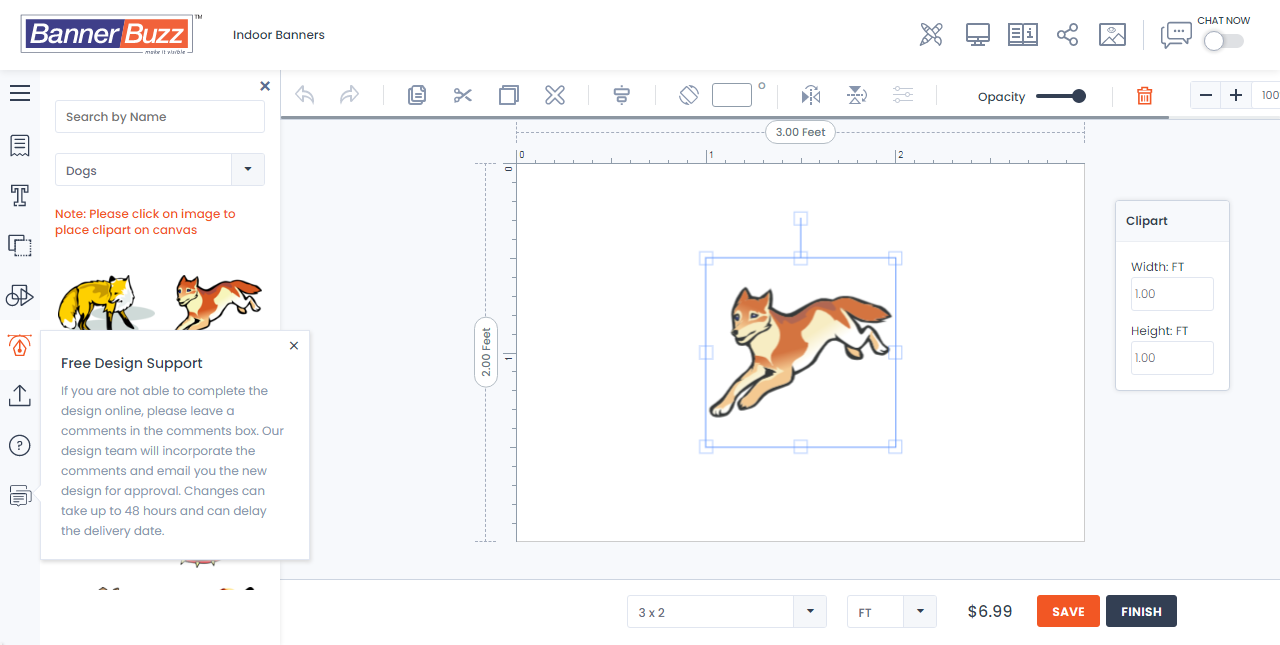 BannerBuzz
TM
make it visible
Indoor Banners
CHAT NOW
Search by Name
Dogs
Note: Please click on image to
place clipart on canvas
Free Design Support
If you are not able to complete the
design online, please leave a
comments in the comments box. Our
design team will incorporate the
comments and email you the new
design for approval. Changes can
take up to 48 hours and can delay
the delivery date.
Opacity
100
3.00 Feet
0
1
2
0
1
2.00 Feet
Clipart
Width: FT
1.00
Height: FT
1.00
3 x 2
FT
$6.99
SAVE
FINISH